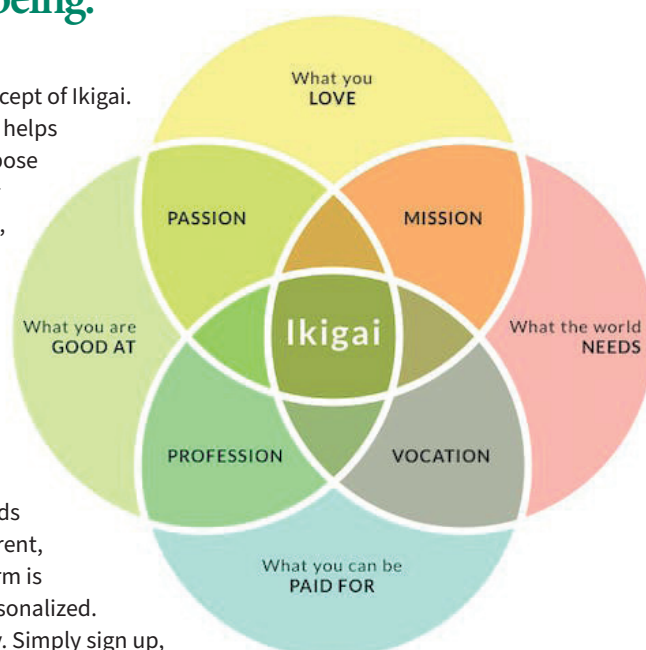 being.
cept of Ikigai.
helps
pose
,
What you
LOVE
PASSION
MISSION
What you are
GOOD AT
Ikigai
What the world
NEEDS
PROFESSION
VOCATION
What you can be
PAID FOR
ds
rent,
rm is
sonalized.
. Simply sign up,